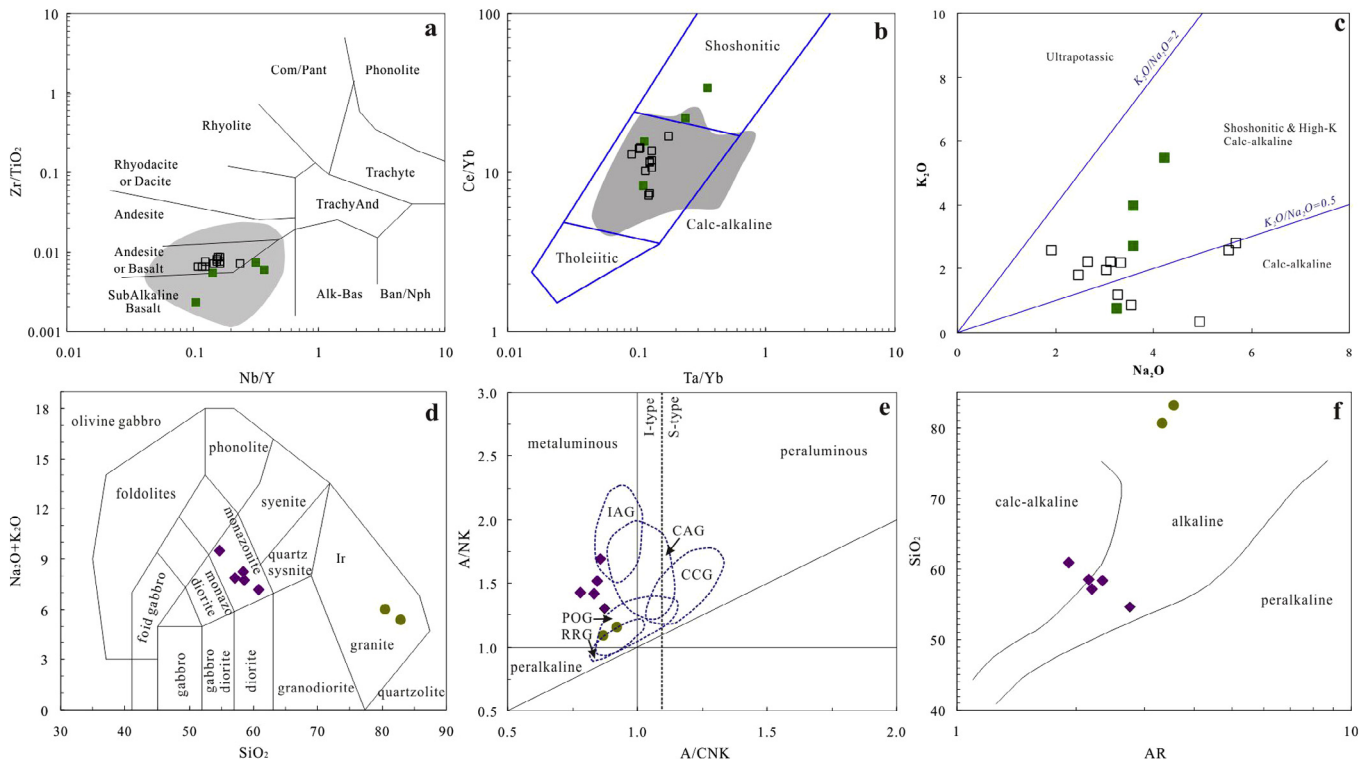 a
Zr/TiO₂
10
1
0.1
0.01
0.001
Com/Pant
Phonolite
Rhyolite
Rhyodacite
or Dacite
Trachyte
Andesite
TrachyAnd
Andesite
or Basalt
SubAlkaline
Basalt
Alk-Bas
Ban/Nph
0.01
0.1
1
10
Nb/Y
b
Ce/Yb
100
10
1
Shoshonitic
Calc-alkaline
Tholeiitic
0.01
0.1
1
10
Ta/Yb
c
K₂O
10
8
6
4
2
0
Ultrapotassic
K₂O/Na₂O=2
Shoshonitic & High-K
Calc-alkaline
K₂O/Na₂O=0.5
Calc-alkaline
0
2
4
6
8
Na₂O
d
Na₂O+K₂O
18
15
12
9
6
3
0
olivine gabbro
phonolite
foldolites
syenite
monazonite
quartz
sysnite
Ir
monazo
diorite
foid gabbro
granite
gabbro
gabbro
diorite
diorite
granodiorite
quartzolite
30
40
50
60
70
80
90
SiO₂
e
A/NK
3.0
2.5
2.0
1.5
1.0
0.5
metaluminous
I-type
S-type
peraluminous
IAG
CAG
CCG
POG
RRG
peralkaline
0.5
1.0
1.5
2.0
A/CNK
f
SiO₂
80
70
60
50
40
calc-alkaline
alkaline
peralkaline
1
10
AR